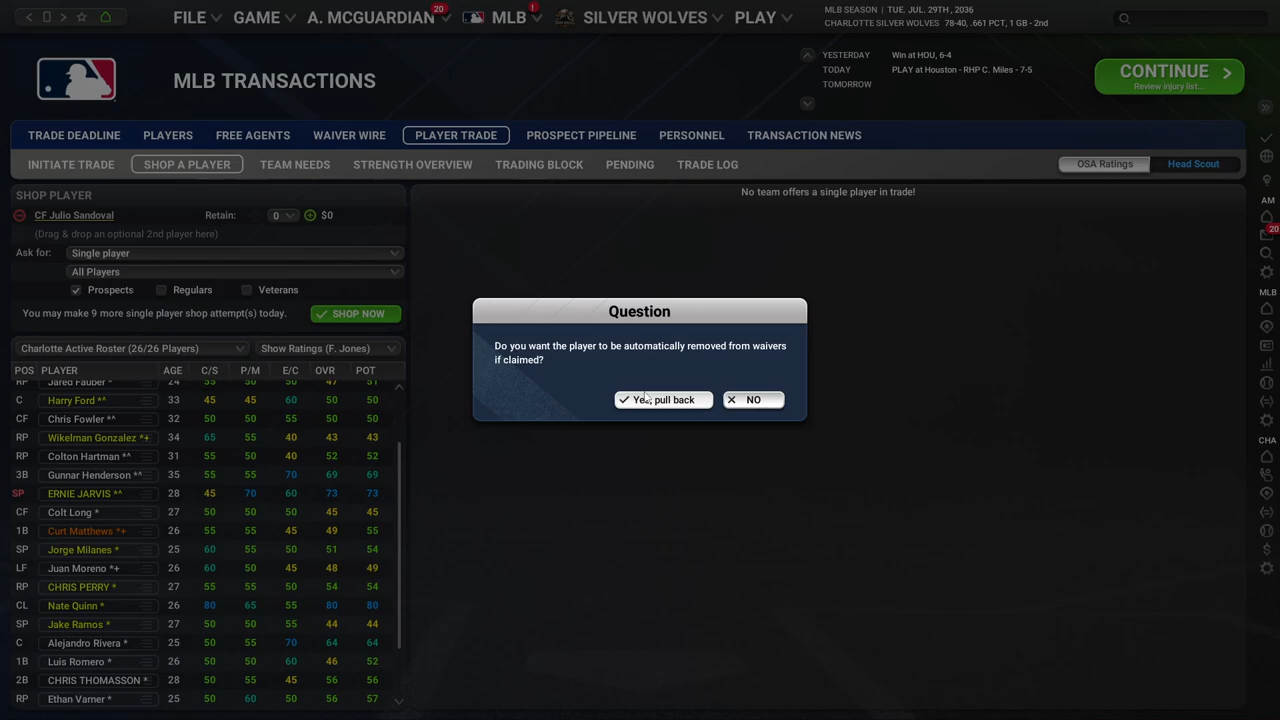 FILE GAME A. MCGUARDIAN 20 MLB ! SILVER WOLVES PLAY
MLB SEASON | TUE. JUL. 29TH , 2036
CHARLOTTE SILVER WOLVES 78-40, .661 PCT, 1 GB - 2nd
MLB TRANSACTIONS
YESTERDAY Win at HOU, 6-4
TODAY PLAY at Houston - RHP C. Miles - 7-5
TOMORROW
CONTINUE
Review injury list...
TRADE DEADLINE PLAYERS FREE AGENTS WAIVER WIRE PLAYER TRADE PROSPECT PIPELINE PERSONNEL TRANSACTION NEWS
INITIATE TRADE SHOP A PLAYER TEAM NEEDS STRENGTH OVERVIEW TRADING BLOCK PENDING TRADE LOG OSA Ratings Head Scout
SHOP PLAYER
CF Julio Sandoval Retain: 0 $0
(Drag & drop an optional 2nd player here)
Ask for: Single player
All Players
Prospects Regulars Veterans
You may make 9 more single player shop attempt(s) today. SHOP NOW
No team offers a single player in trade!
Charlotte Active Roster (26/26 Players) Show Ratings (F. Jones)
POS PLAYER AGE C/S P/M E/C OVR POT
RP Jared Fauber * 24 55 50 50 47 51
C Harry Ford *^ 33 45 45 60 50 50
CF Chris Fowler *^ 32 50 55 50 50 50
RP Wikelman Gonzalez *+ 34 65 55 40 43 43
RP Colton Hartman *^ 31 55 50 40 52 52
3B Gunnar Henderson *^ 35 55 55 70 69 69
SP ERNIE JARVIS *^ 28 45 70 60 73 73
CF Colt Long * 27 50 50 50 45 45
1B Curt Matthews *+ 26 55 55 45 49 55
SP Jorge Milanes * 25 60 55 50 51 54
LF Juan Moreno *+ 26 60 50 45 48 49
RP CHRIS PERRY * 27 55 55 50 54 54
CL Nate Quinn * 26 80 65 55 80 80
SP Jake Ramos * 27 50 50 55 44 44
C Alejandro Rivera * 25 50 55 70 64 64
1B Luis Romero * 26 50 50 60 46 52
2B CHRIS THOMASSON * 28 50 55 45 56 56
RP Ethan Varner * 25 50 60 50 56 57
Question
Do you want the player to be automatically removed from waivers
if claimed?
Yes, pull back NO
AM
20
MLB
CHA